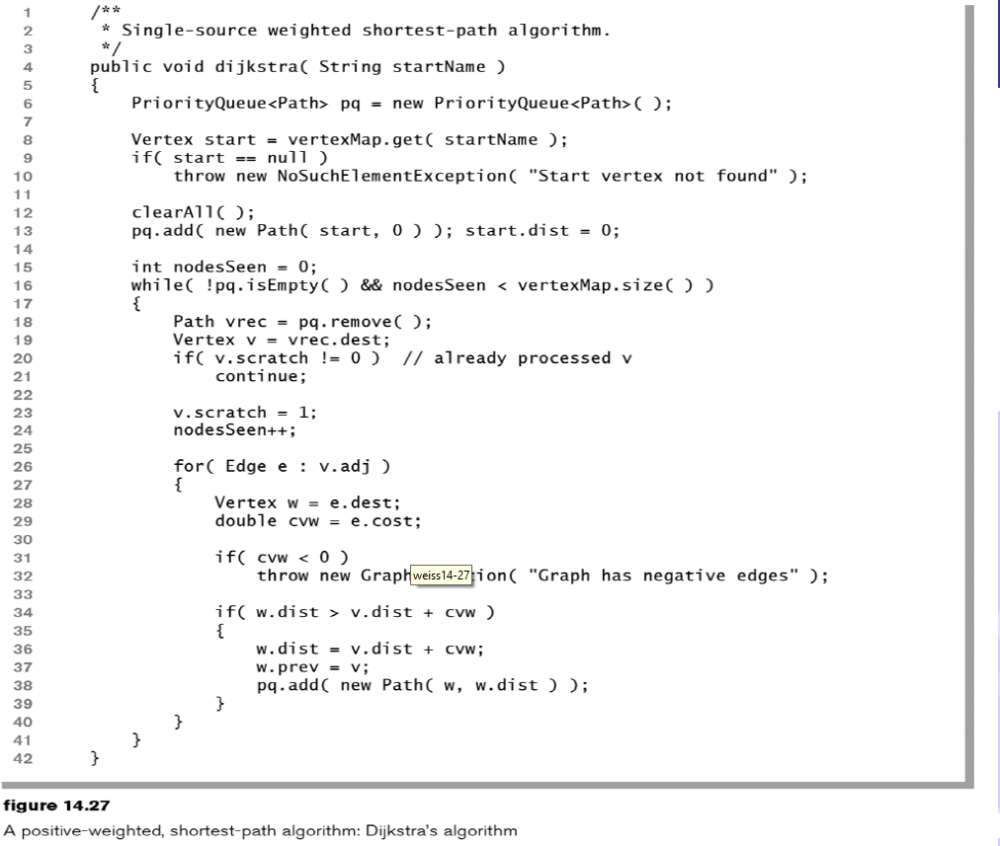 1 /**
2 * Single-source weighted shortest-path algorithm.
3 */
4 public void dijkstra( String startName )
5 {
6 PriorityQueue<Path> pq = new PriorityQueue<Path>( );
7
8 Vertex start = vertexMap.get( startName );
9 if( start == null )
10 throw new NoSuchElementException( "Start vertex not found" );
11
12 clearAll( );
13 pq.add( new Path( start, 0 ) ); start.dist = 0;
14
15 int nodesSeen = 0;
16 while( !pq.isEmpty( ) && nodesSeen < vertexMap.size( ) )
17 {
18 Path vrec = pq.remove( );
19 Vertex v = vrec.dest;
20 if( v.scratch != 0 ) // already processed v
21 continue;
22
23 v.scratch = 1;
24 nodesSeen++;
25
26 for( Edge e : v.adj )
27 {
28 Vertex w = e.dest;
29 double cvw = e.cost;
30
31 if( cvw < 0 )
32 throw new Graph weiss14-27 ion( "Graph has negative edges" );
33
34 if( w.dist > v.dist + cvw )
35 {
36 w.dist = v.dist + cvw;
37 w.prev = v;
38 pq.add( new Path( w, w.dist ) );
39 }
40 }
41 }
42 }
figure 14.27
A positive-weighted, shortest-path algorithm: Dijkstra's algorithm